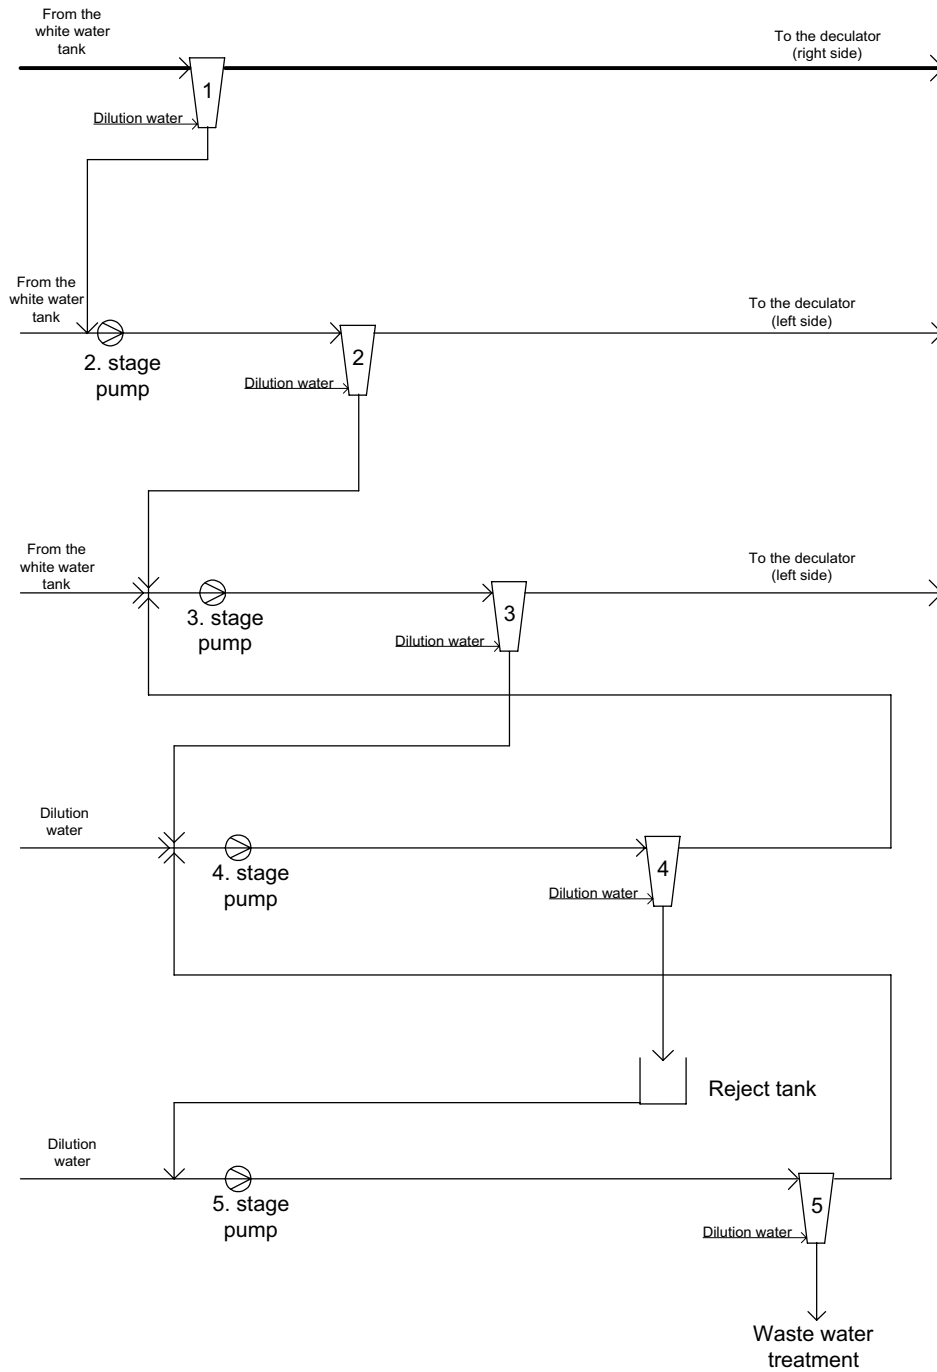 From the
white water
tank
To the deculator
(right side)
1
Dilution water
From the
white water
tank
To the deculator
(left side)
2. stage
pump
2
Dilution water
From the
white water
tank
To the deculator
(left side)
3. stage
pump
3
Dilution water
Dilution
water
4. stage
pump
4
Dilution water
Reject tank
Dilution
water
5. stage
pump
5
Dilution water
Waste water
treatment